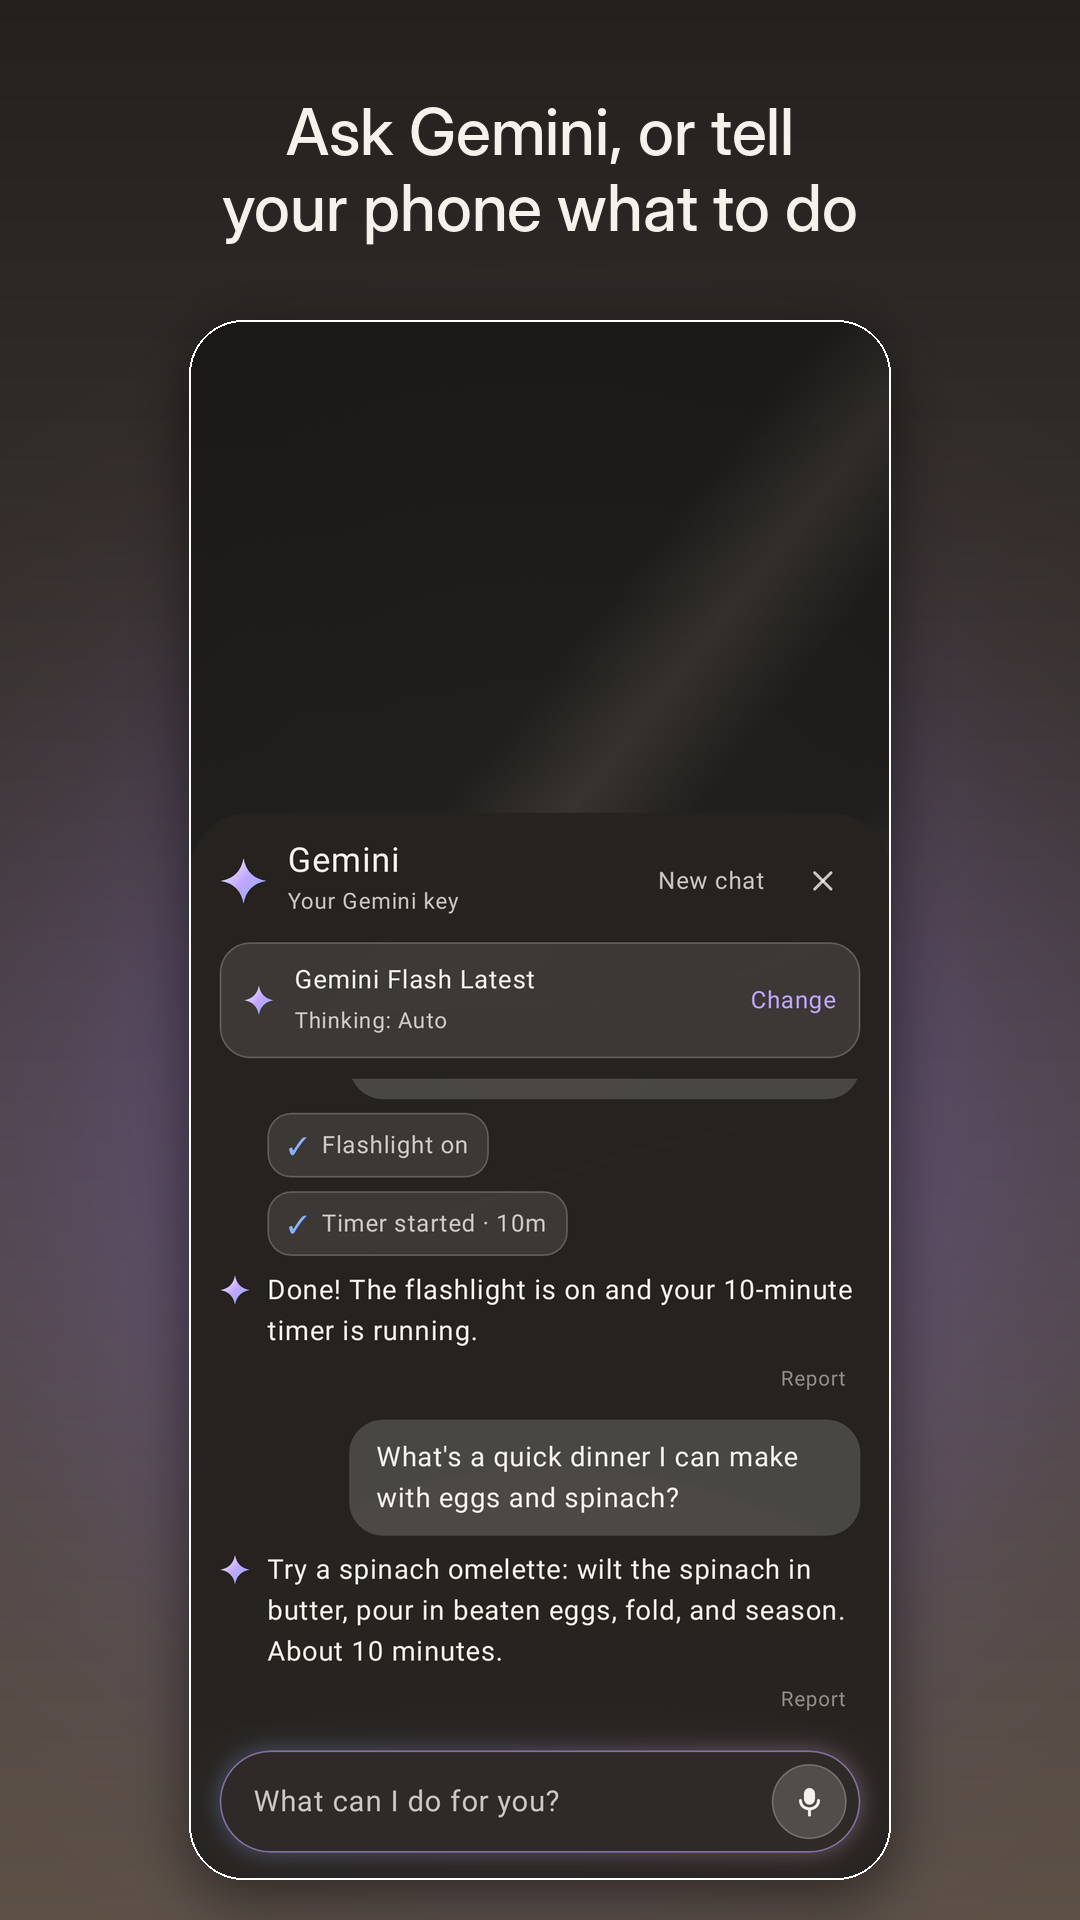 Ask Gemini, or tell
your phone what to do
Gemini
Your Gemini key
New chat
Gemini Flash Latest
Thinking: Auto
Change
✓ Flashlight on
✓ Timer started · 10m
Done! The flashlight is on and your 10-minute
timer is running.
Report
What's a quick dinner I can make
with eggs and spinach?
Try a spinach omelette: wilt the spinach in
butter, pour in beaten eggs, fold, and season.
About 10 minutes.
Report
What can I do for you?